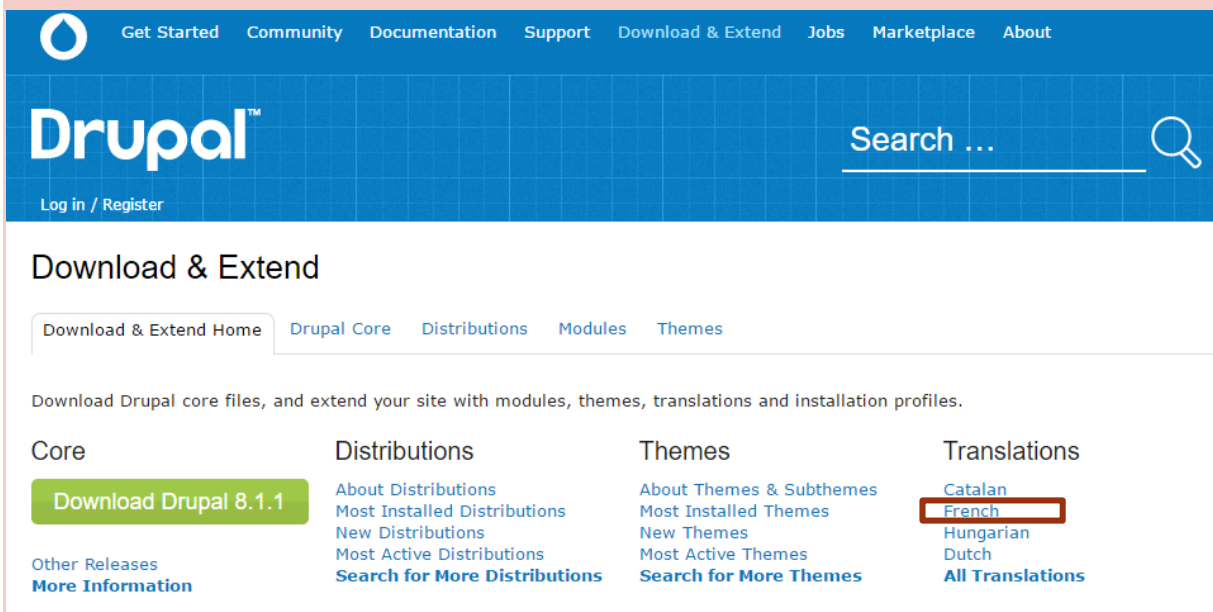 Get Started Community Documentation Support Download & Extend Jobs Marketplace About
Drupal™
Search ...
Log in / Register
Download & Extend
Download & Extend Home Drupal Core Distributions Modules Themes
Download Drupal core files, and extend your site with modules, themes, translations and installation profiles.
Core
Download Drupal 8.1.1
Other Releases
More Information
Distributions
About Distributions
Most Installed Distributions
New Distributions
Most Active Distributions
Search for More Distributions
Themes
About Themes & Subthemes
Most Installed Themes
New Themes
Most Active Themes
Search for More Themes
Translations
Catalan
French
Hungarian
Dutch
All Translations